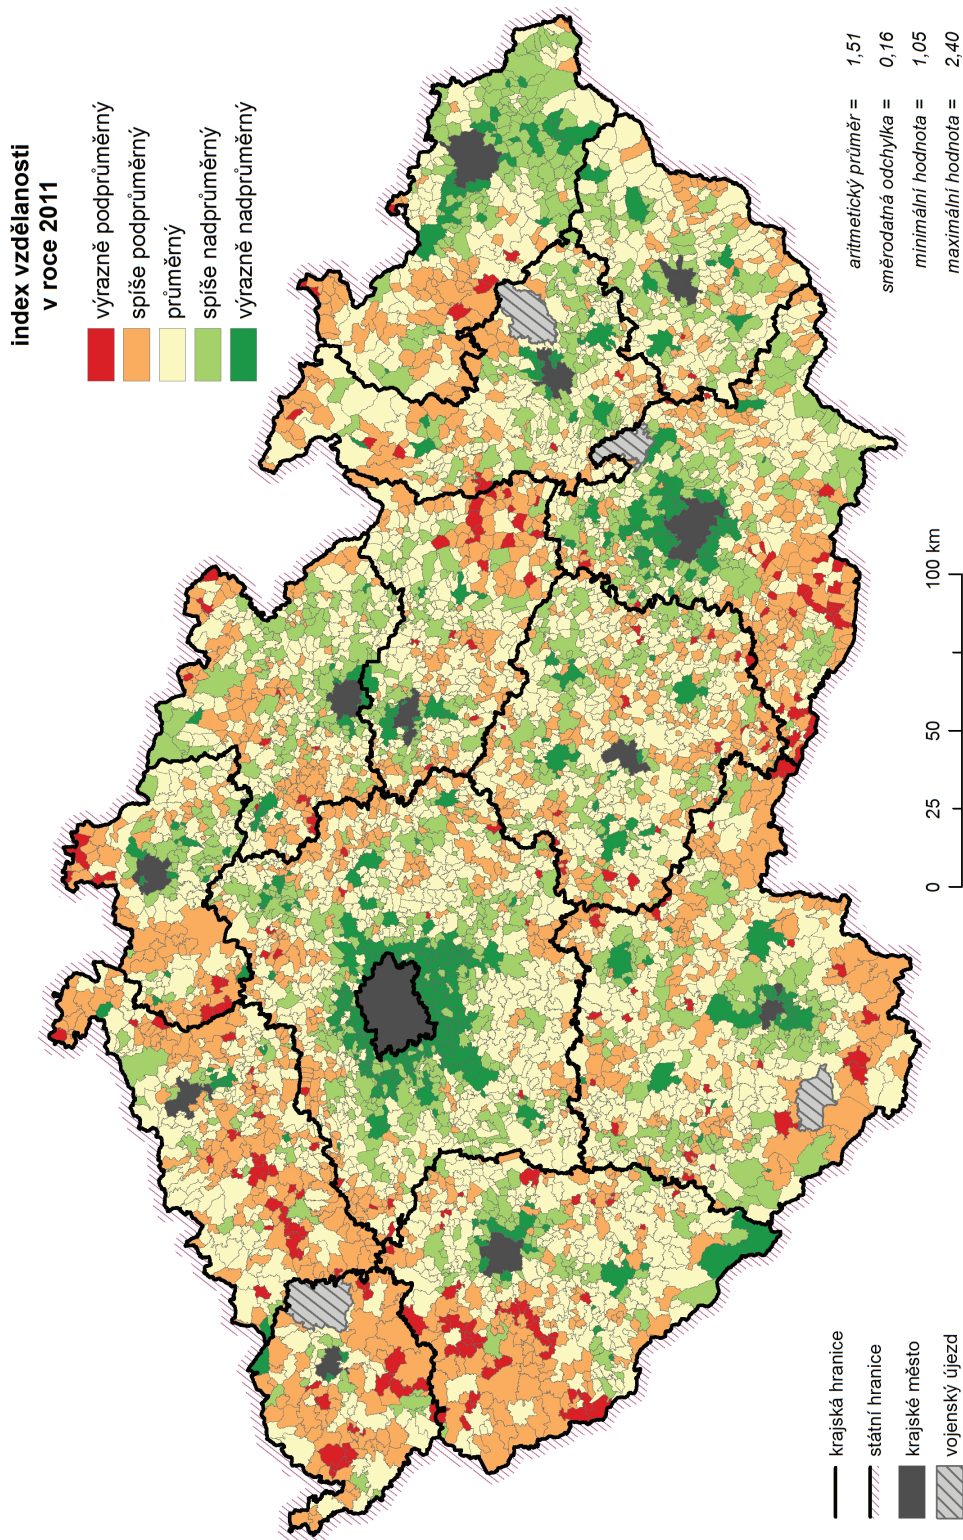 index vzdělanosti
v roce 2011
výrazně podprůměrný
spíše podprůměrný
průměrný
spíše nadprůměrný
výrazně nadprůměrný
krajská hranice
státní hranice
krajské město
vojenský újezd
0 25 50 100 km
aritmetický průměr = 1,51
směrodatná odchylka = 0,16
minimální hodnota = 1,05
maximální hodnota = 2,40